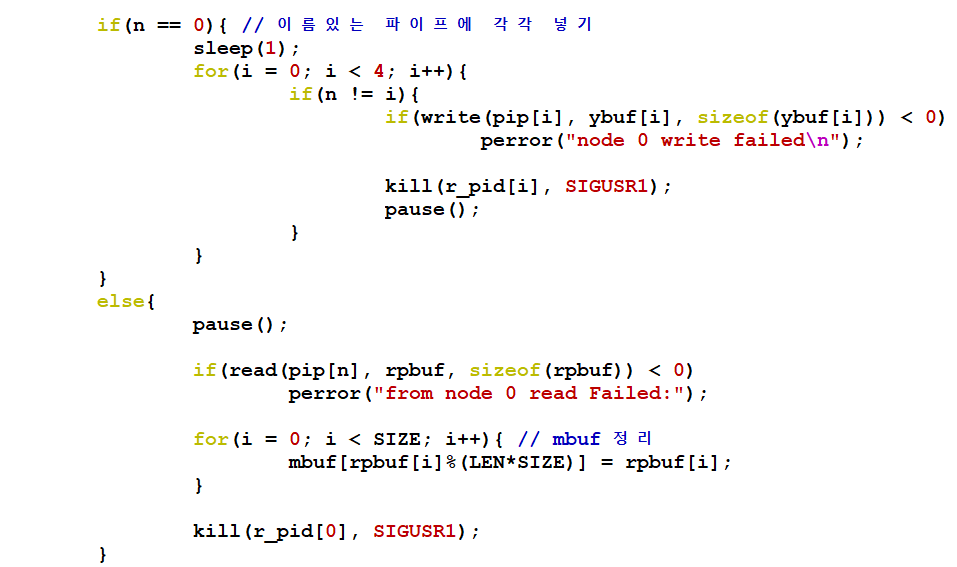 if(n == 0){ // 이름있는 파이프에 각각 넣기
sleep(1);
for(i = 0; i < 4; i++){
if(n != i){
if(write(pip[i], ybuf[i], sizeof(ybuf[i])) < 0)
perror("node 0 write failed\n");
kill(r_pid[i], SIGUSR1);
pause();
}
}
}
else{
pause();
if(read(pip[n], rpbuf, sizeof(rpbuf)) < 0)
perror("from node 0 read Failed:");
for(i = 0; i < SIZE; i++){ // mbuf 정리
mbuf[rpbuf[i]%(LEN*SIZE)] = rpbuf[i];
}
kill(r_pid[0], SIGUSR1);
}